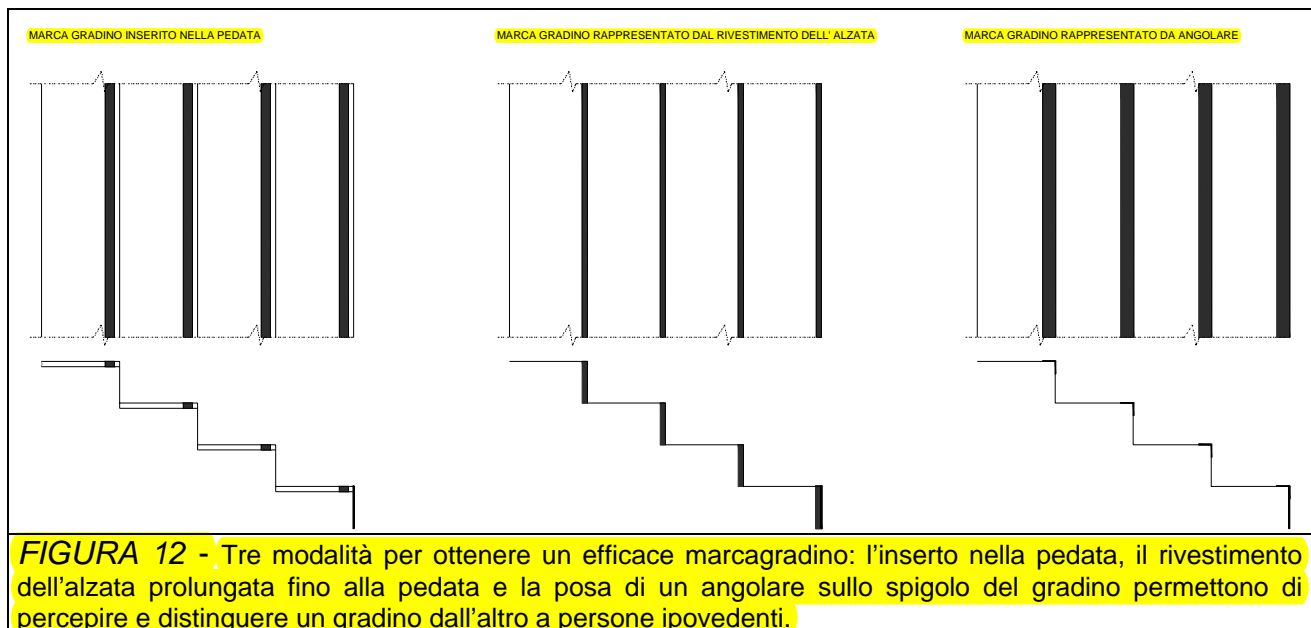 MARCA GRADINO INSERITO NELLA PEDATA
MARCA GRADINO RAPPRESENTATO DAL RIVESTIMENTO DELL' ALZATA
MARCA GRADINO RAPPRESENTATO DA ANGOLARE
FIGURA 12 - Tre modalità per ottenere un efficace marcagradino: l'inserto nella pedata, il rivestimento
dell'alzata prolungata fino alla pedata e la posa di un angolare sullo spigolo del gradino permettono di
percepire e distinguere un gradino dall'altro a persone ipovedenti.